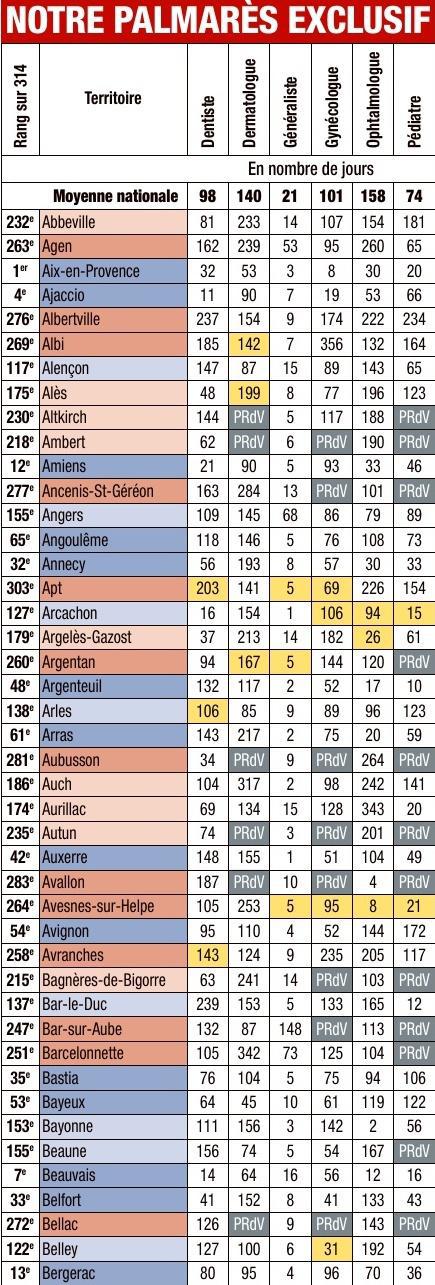 NOTRE PALMARÈS EXCLUSIF
Rang sur 314 Territoire Dentiste Dermatologue Généraliste Gynécologue Ophtalmologue Pédiatre
En nombre de jours
Moyenne nationale 98 140 21 101 158 74
232e Abbeville 81 233 14 107 154 181
263e Agen 162 239 53 95 260 65
1er Aix-en-Provence 32 53 3 8 30 20
4e Ajaccio 11 90 7 19 53 66
276e Albertville 237 154 9 174 222 234
269e Albi 185 142 7 356 132 164
117e Alençon 147 87 15 89 143 65
175e Alès 48 199 8 77 196 123
230e Altkirch 144 PRdV 5 117 188 PRdV
218e Ambert 62 PRdV 6 PRdV 190 PRdV
12e Amiens 21 90 5 93 33 46
277e Ancenis-St-Géréon 163 284 13 PRdV 101 PRdV
155e Angers 109 145 68 86 79 89
65e Angoulême 118 146 5 76 108 73
32e Annecy 56 193 8 57 30 33
303e Apt 203 141 5 69 226 154
127e Arcachon 16 154 1 106 94 15
179e Argelès-Gazost 37 213 14 182 26 61
260e Argentan 94 167 5 144 120 PRdV
48e Argenteuil 132 117 2 52 17 10
138e Arles 106 85 9 89 96 123
61e Arras 143 217 2 75 20 59
281e Aubusson 34 PRdV 9 PRdV 264 PRdV
186e Auch 104 317 2 98 242 141
174e Aurillac 69 134 15 128 343 20
235e Autun 74 PRdV 3 PRdV 201 PRdV
42e Auxerre 148 155 1 51 104 49
283e Avallon 187 PRdV 10 PRdV 4 PRdV
264e Avesnes-sur-Helpe 105 253 5 95 8 21
54e Avignon 95 110 4 52 144 172
258e Avranches 143 124 9 235 205 117
215e Bagnères-de-Bigorre 63 241 14 PRdV 103 PRdV
137e Bar-le-Duc 239 153 5 133 165 12
247e Bar-sur-Aube 132 87 148 PRdV 113 PRdV
251e Barcelonnette 105 342 73 125 104 PRdV
35e Bastia 76 104 5 75 94 106
53e Bayeux 64 45 10 61 119 122
153e Bayonne 111 156 3 142 2 56
155e Beaune 156 74 5 54 167 PRdV
7e Beauvais 14 64 16 56 12 16
33e Belfort 41 152 8 41 133 43
272e Bellac 126 PRdV 9 PRdV 143 PRdV
122e Belley 127 100 6 31 192 54
13e Bergerac 80 95 4 96 70 36